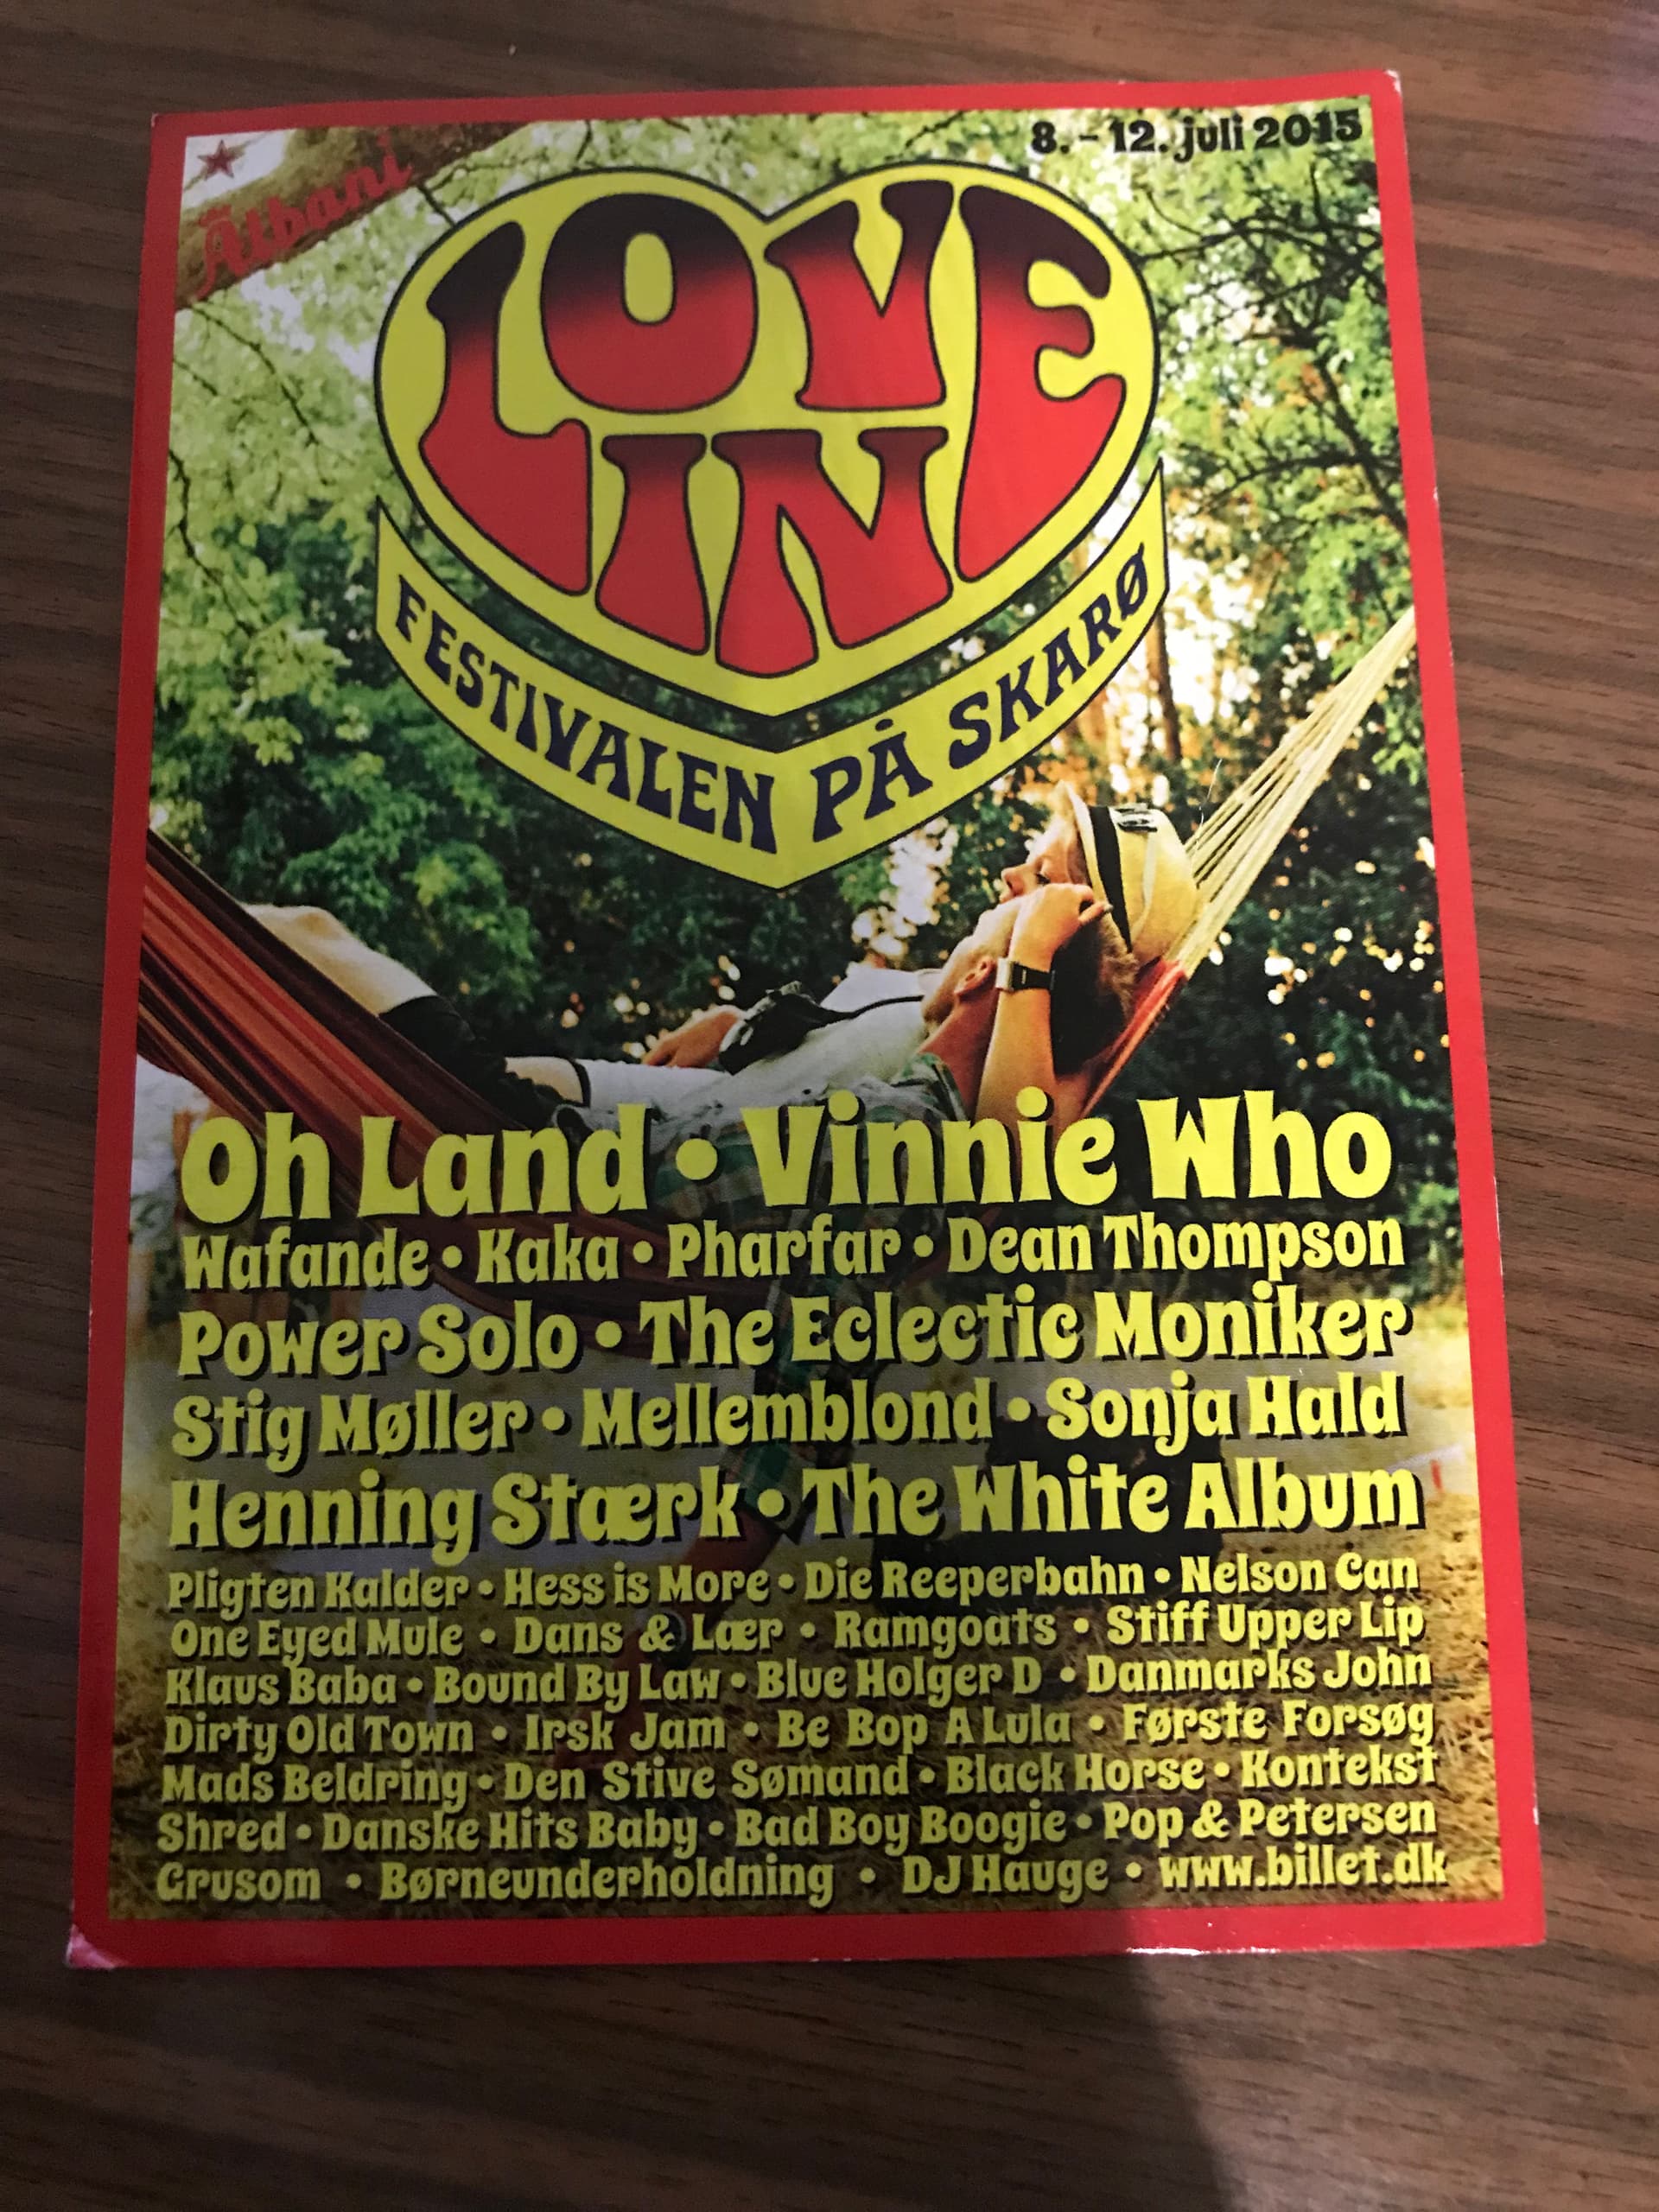 8. - 12. juli 2015
Albani
LOVE
IN
FESTIVALEN PÅ SKARØ
Oh Land • Vinnie Who
Wafande • Kaka • Pharfar • Dean Thompson
Power Solo • The Eclectic Moniker
Stig Møller • Mellemblond • Sonja Hald
Henning Stærk • The White Album
Pligten Kalder • Hess is More • Die Reeperbahn • Nelson Can
One Eyed Mule • Dans & Lær • Ramgoats • Stiff Upper Lip
Klaus Baba • Bound By Law • Blue Holger D • Danmarks John
Dirty Old Town • Irsk Jam • Be Bop A Lula • Første Forsøg
Mads Beldring • Den Stive Sømand • Black Horse • Kontekst
Shred • Danske Hits Baby • Bad Boy Boogie • Pop & Petersen
Grusom • Børneunderholdning • DJ Hauge • www.billet.dk